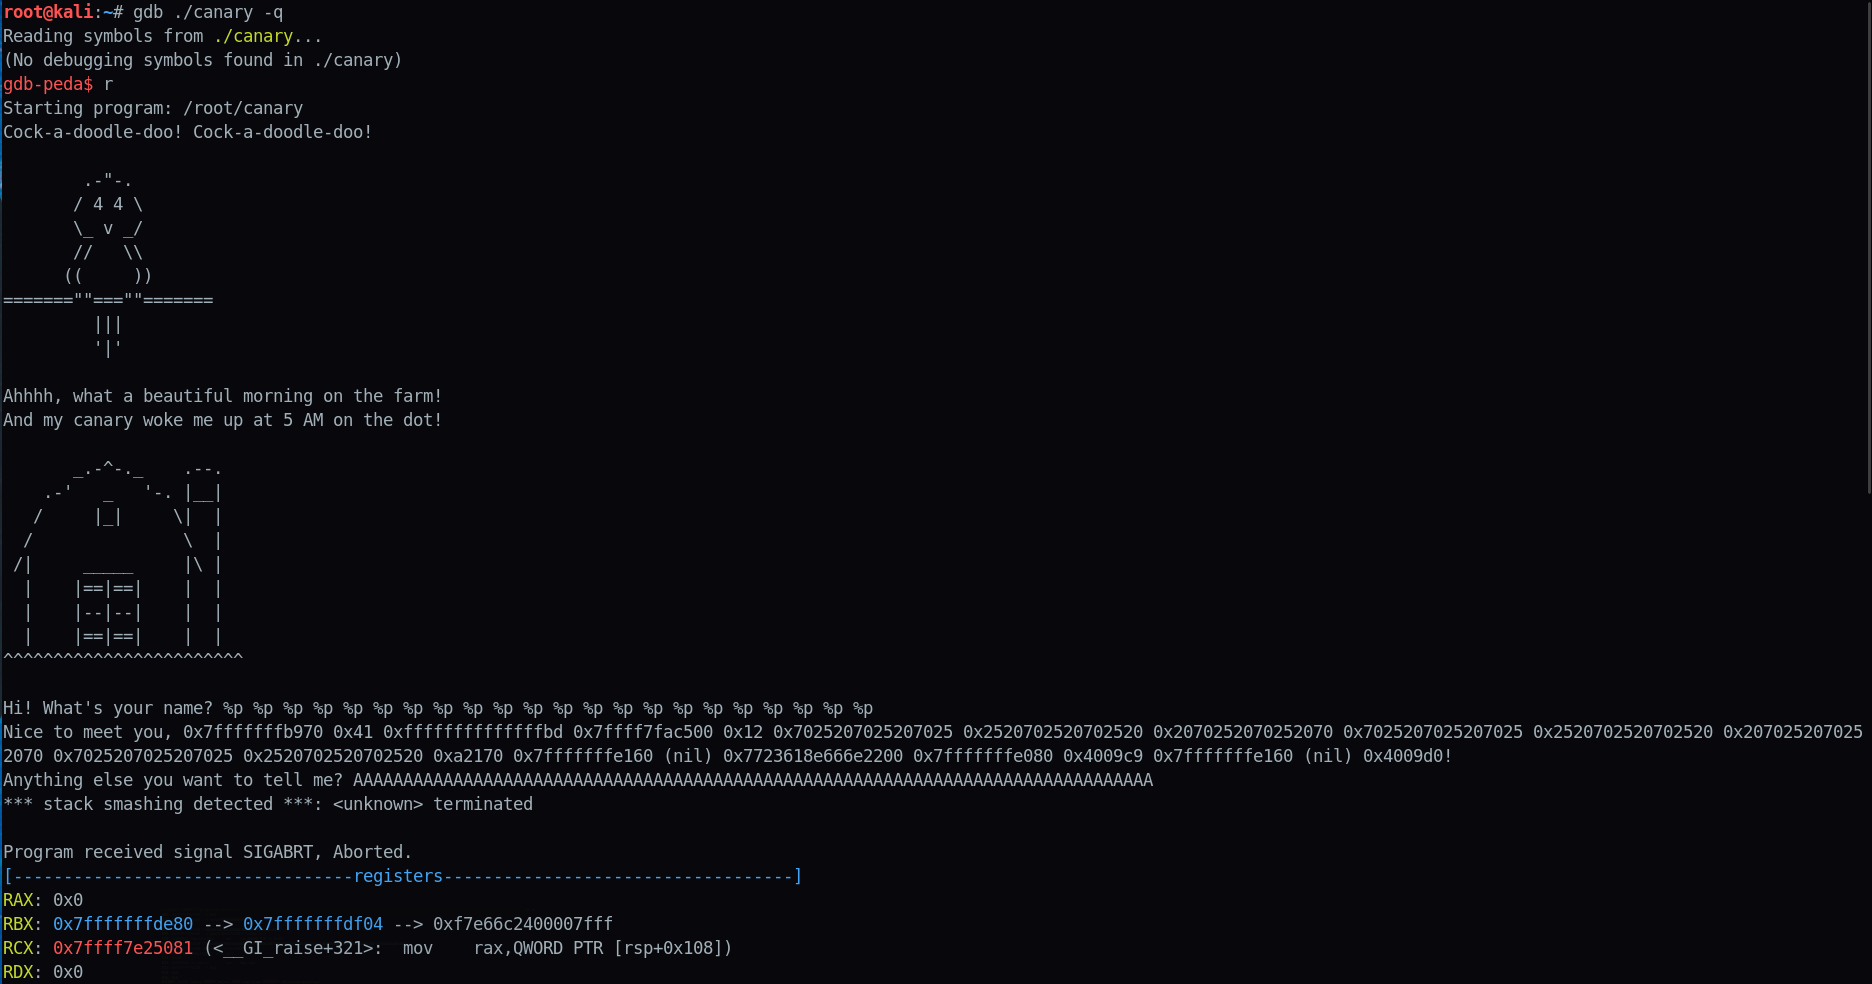 root@kali:~# gdb ./canary -q
Reading symbols from ./canary...
(No debugging symbols found in ./canary)
gdb-peda$ r
Starting program: /root/canary
Cock-a-doodle-doo! Cock-a-doodle-doo!

        .-"-.
       / 4 4 \
       \_ v _/
       //   \\
      ((     ))
=======""===""=======
         |||
         '|'

Ahhhh, what a beautiful morning on the farm!
And my canary woke me up at 5 AM on the dot!

       _.-^-._    .--.
    .-'   _   '-. |__|
   /     |_|     \|  |
  /               \  |
 /|     _____     |\ |
  |    |==|==|    |  |
  |    |--|--|    |  |
  |    |==|==|    |  |
^^^^^^^^^^^^^^^^^^^^^^^^

Hi! What's your name? %p %p %p %p %p %p %p %p %p %p %p %p %p %p %p %p %p %p %p %p %p %p
Nice to meet you, 0x7fffffffb970 0x41 0xffffffffffffffbd 0x7ffff7fac500 0x12 0x7025207025207025 0x2520702520702520 0x2070252070252070 0x7025207025207025 0x2520702520702520 0x207025207025
2070 0x7025207025207025 0x2520702520702520 0xa2170 0x7fffffffe160 (nil) 0x7723618e666e2200 0x7fffffffe080 0x4009c9 0x7fffffffe160 (nil) 0x4009d0!
Anything else you want to tell me? AAAAAAAAAAAAAAAAAAAAAAAAAAAAAAAAAAAAAAAAAAAAAAAAAAAAAAAAAAAAAAAAAAAAAAAAAAAAAAAA
*** stack smashing detected ***: <unknown> terminated

Program received signal SIGABRT, Aborted.
[----------------------------------registers-----------------------------------]
RAX: 0x0
RBX: 0x7fffffffde80 --> 0x7fffffffdf04 --> 0xf7e66c2400007fff
RCX: 0x7ffff7e25081 (<__GI_raise+321>:	mov    rax,QWORD PTR [rsp+0x108])
RDX: 0x0